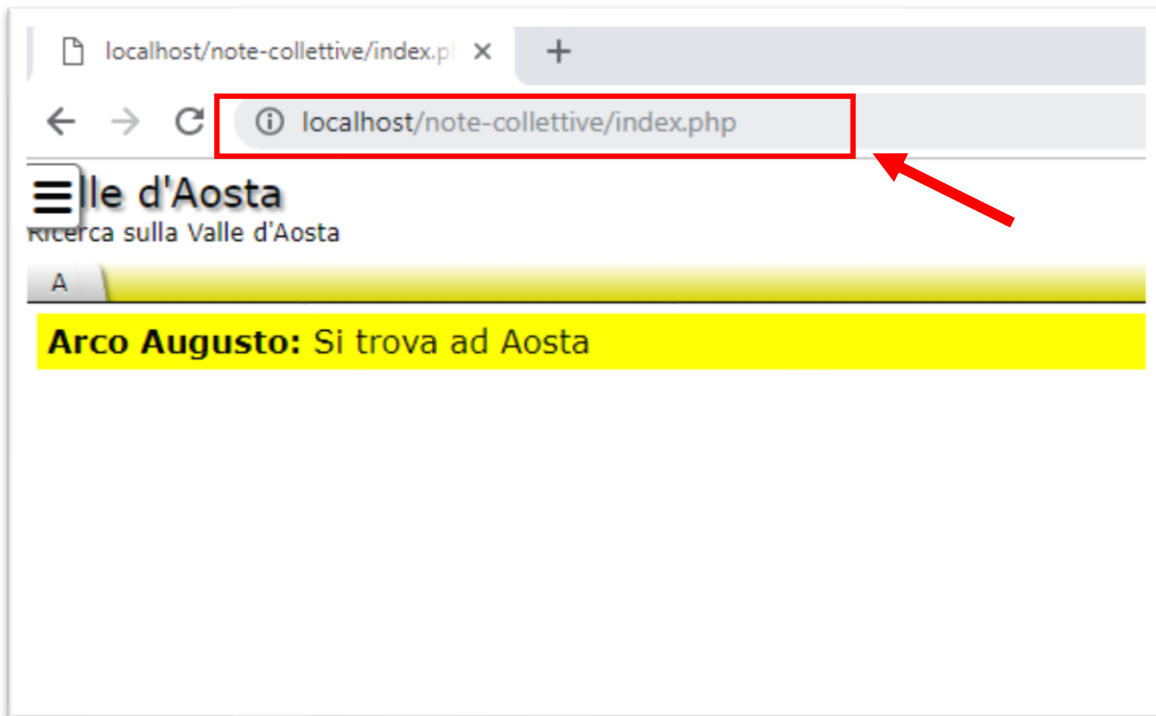 localhost/note-collettive/index.p
localhost/note-collettive/index.php
lle d'Aosta
Ricerca sulla Valle d'Aosta
A
Arco Augusto: Si trova ad Aosta